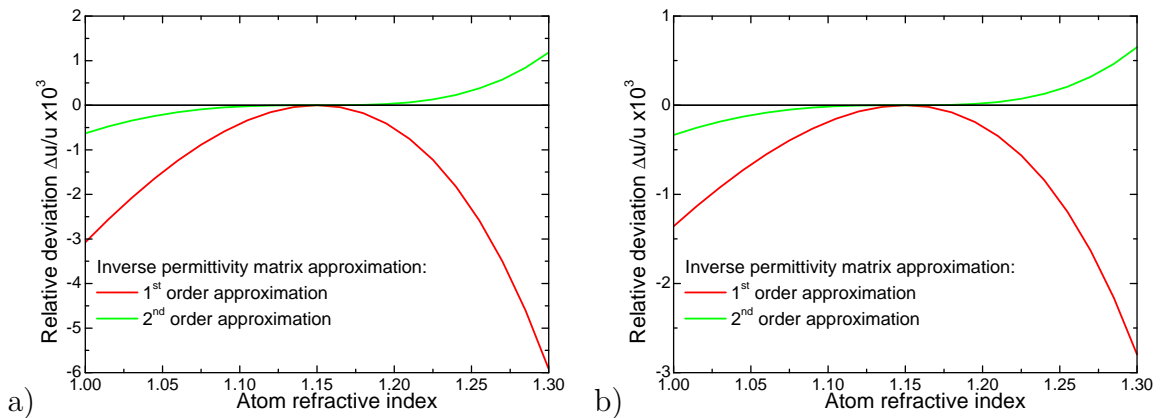 Relative deviation Δu/u x10³
1
0
-1
-2
-3
-4
-5
-6
Inverse permittivity matrix approximation:
1st order approximation
2nd order approximation
1.00 1.05 1.10 1.15 1.20 1.25 1.30
Atom refractive index
a)
Relative deviation Δu/u x10³
1
0
-1
-2
-3
Inverse permittivity matrix approximation:
1st order approximation
2nd order approximation
1.00 1.05 1.10 1.15 1.20 1.25 1.30
Atom refractive index
b)